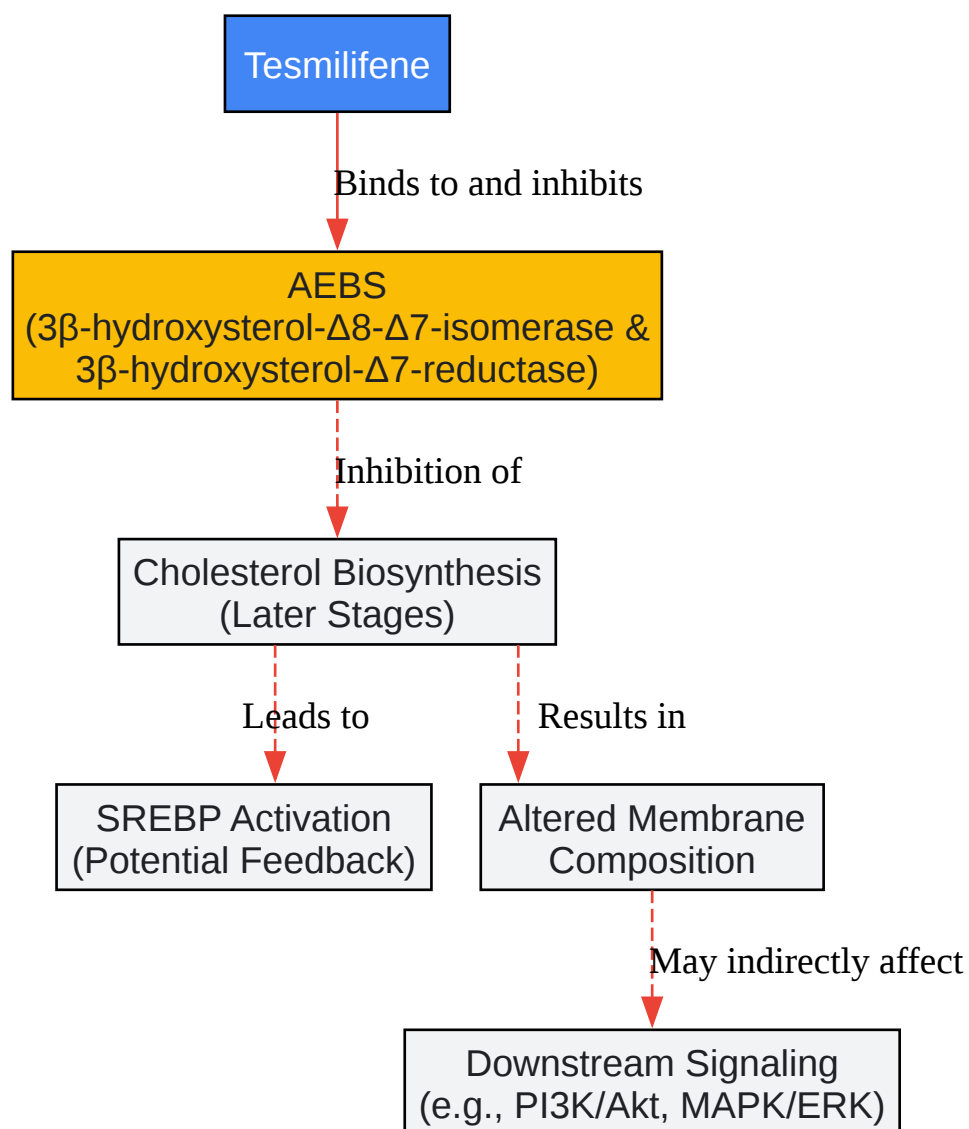 Tesmilifene
Binds to and inhibits
AEBS
(3β-hydroxysterol-Δ8-Δ7-isomerase &
3β-hydroxysterol-Δ7-reductase)
Inhibition of
Cholesterol Biosynthesis
(Later Stages)
Leads to
Results in
SREBP Activation
(Potential Feedback)
Altered Membrane
Composition
May indirectly affect
Downstream Signaling
(e.g., PI3K/Akt, MAPK/ERK)